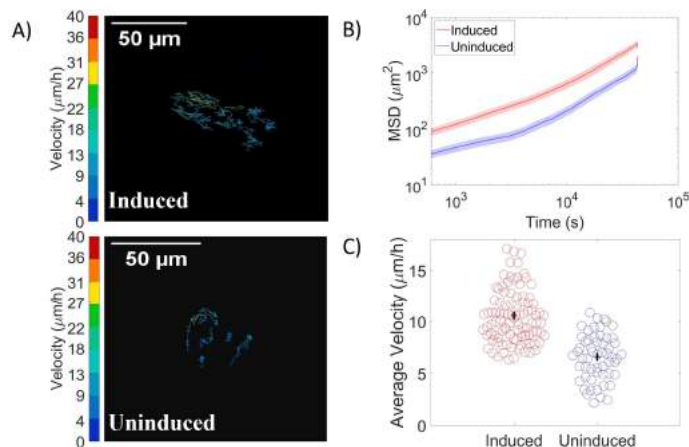 A)
Velocity (µm/h)
40
36
31
27
22
18
13
9
4
0
50 µm
Induced
Velocity (µm/h)
40
36
31
27
22
18
13
9
4
0
50 µm
Uninduced
B)
MSD (µm²)
10⁴
10³
10²
10¹
Induced
Uninduced
10³
10⁴
10⁵
Time (s)
C)
Average Velocity (µm/h)
15
10
5
0
Induced
Uninduced